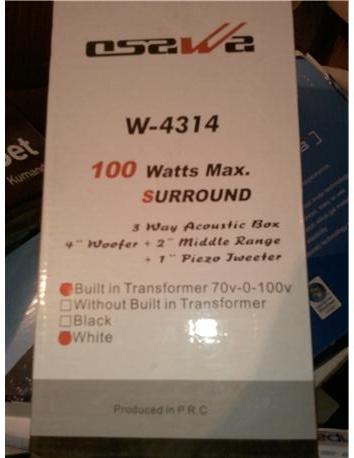 osawa
W-4314
100 Watts Max.
SURROUND
3 Way Acoustic Box
4" Woofer + 2" Middle Range
+ 1" Piezo Tweeter
Built in Transformer 70v-0-100v
Without Built in Transformer
Black
White
Produced in P.R.C
Kumand